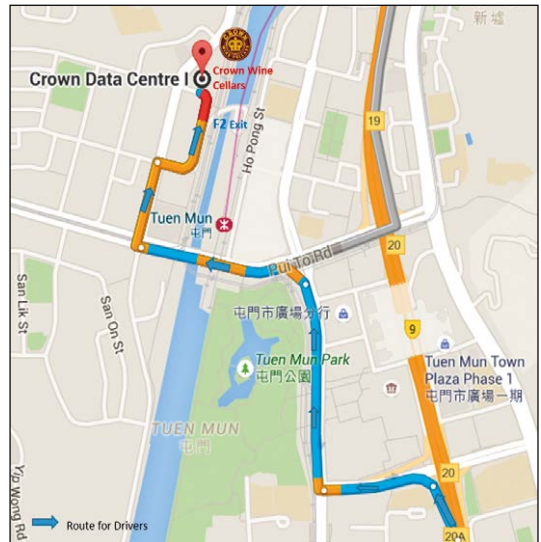 新墟
CROWN
Crown Data Centre I
Crown Wine
Cellars
F2 Exit
Ho Pong St
19
Tuen Mun
屯門
20
Pui To Rd
San Lik St
San On St
屯門市廣場分行
9
Tuen Mun Park
屯門公園
Tuen Mun Town
Plaza Phase 1
屯門市廣場一期
TUEN MUN
屯門
Yip Wong Rd
20
Route for Drivers
20A